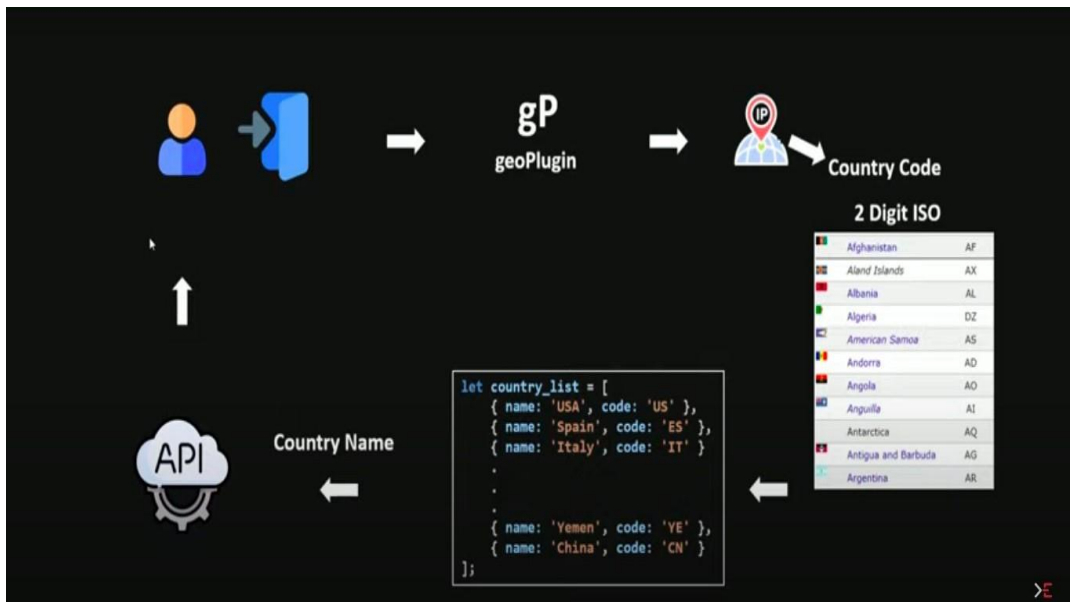 gP
geoPlugin
IP
Country Code
2 Digit ISO
Afghanistan AF
Aland Islands AX
Albania AL
Algeria DZ
American Samoa AS
Andorra AD
Angola AO
Anguilla AI
Antarctica AQ
Antigua and Barbuda AG
Argentina AR
let country_list = [
{ name: 'USA', code: 'US' },
{ name: 'Spain', code: 'ES' },
{ name: 'Italy', code: 'IT' }
.
.
.
{ name: 'Yemen', code: 'YE' },
{ name: 'China', code: 'CN' }
];
Country Name
API